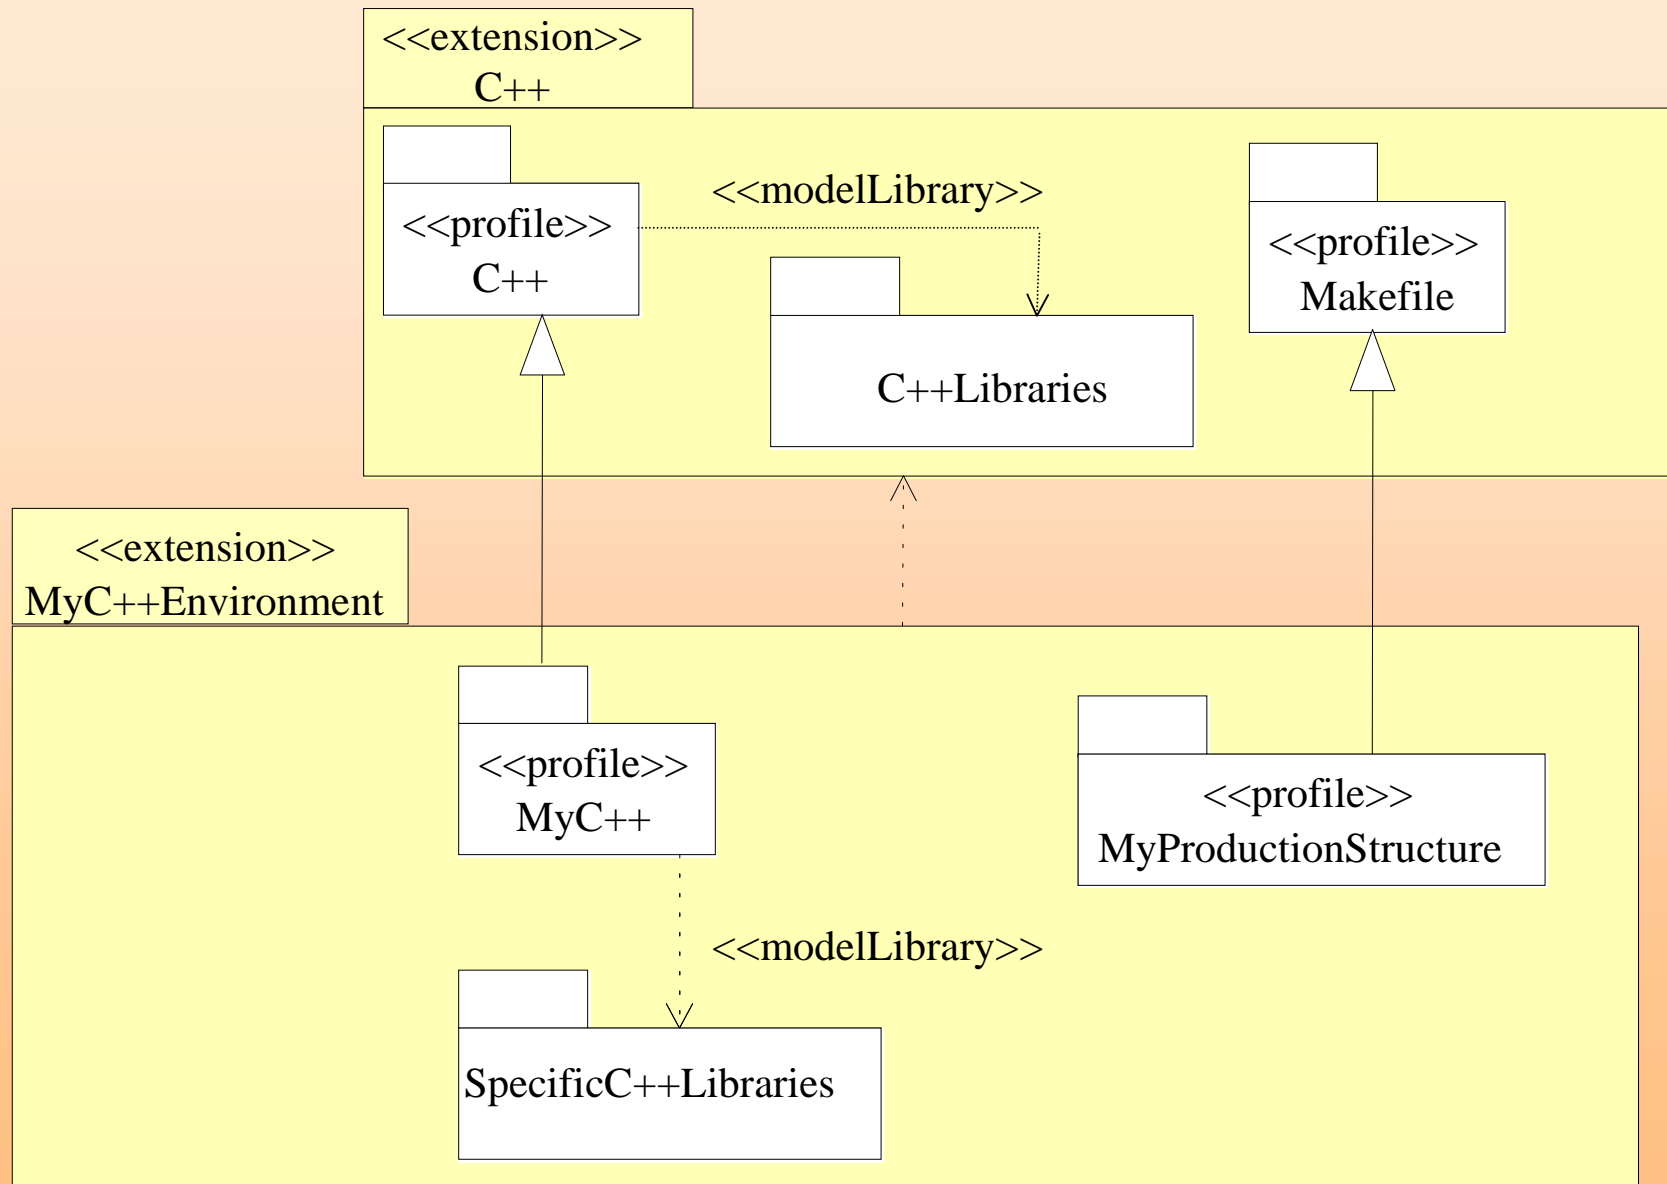 <<extension>>
C++
<<modelLibrary>>
<<profile>>
C++
<<profile>>
Makefile
C++Libraries
<<extension>>
MyC++Environment
<<profile>>
MyC++
<<profile>>
MyProductionStructure
<<modelLibrary>>
SpecificC++Libraries